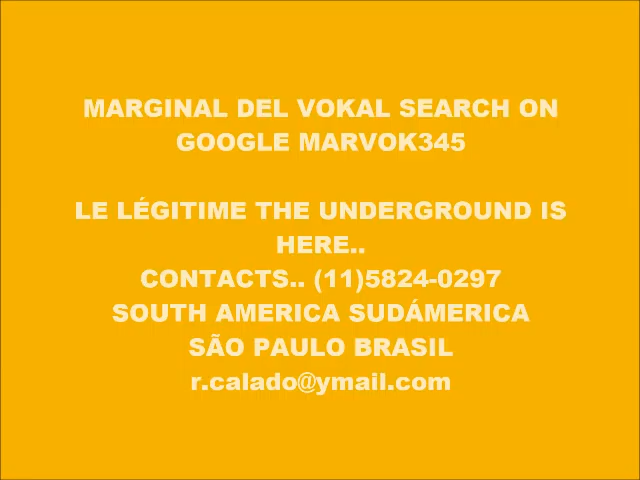 MARGINAL DEL VOKAL SEARCH ON
GOOGLE MARVOK345
LE LÉGITIME THE UNDERGROUND IS
HERE..
CONTACTS.. (11)5824-0297
SOUTH AMERICA SUDÁMERICA
SÃO PAULO BRASIL
r.calado@ymail.com